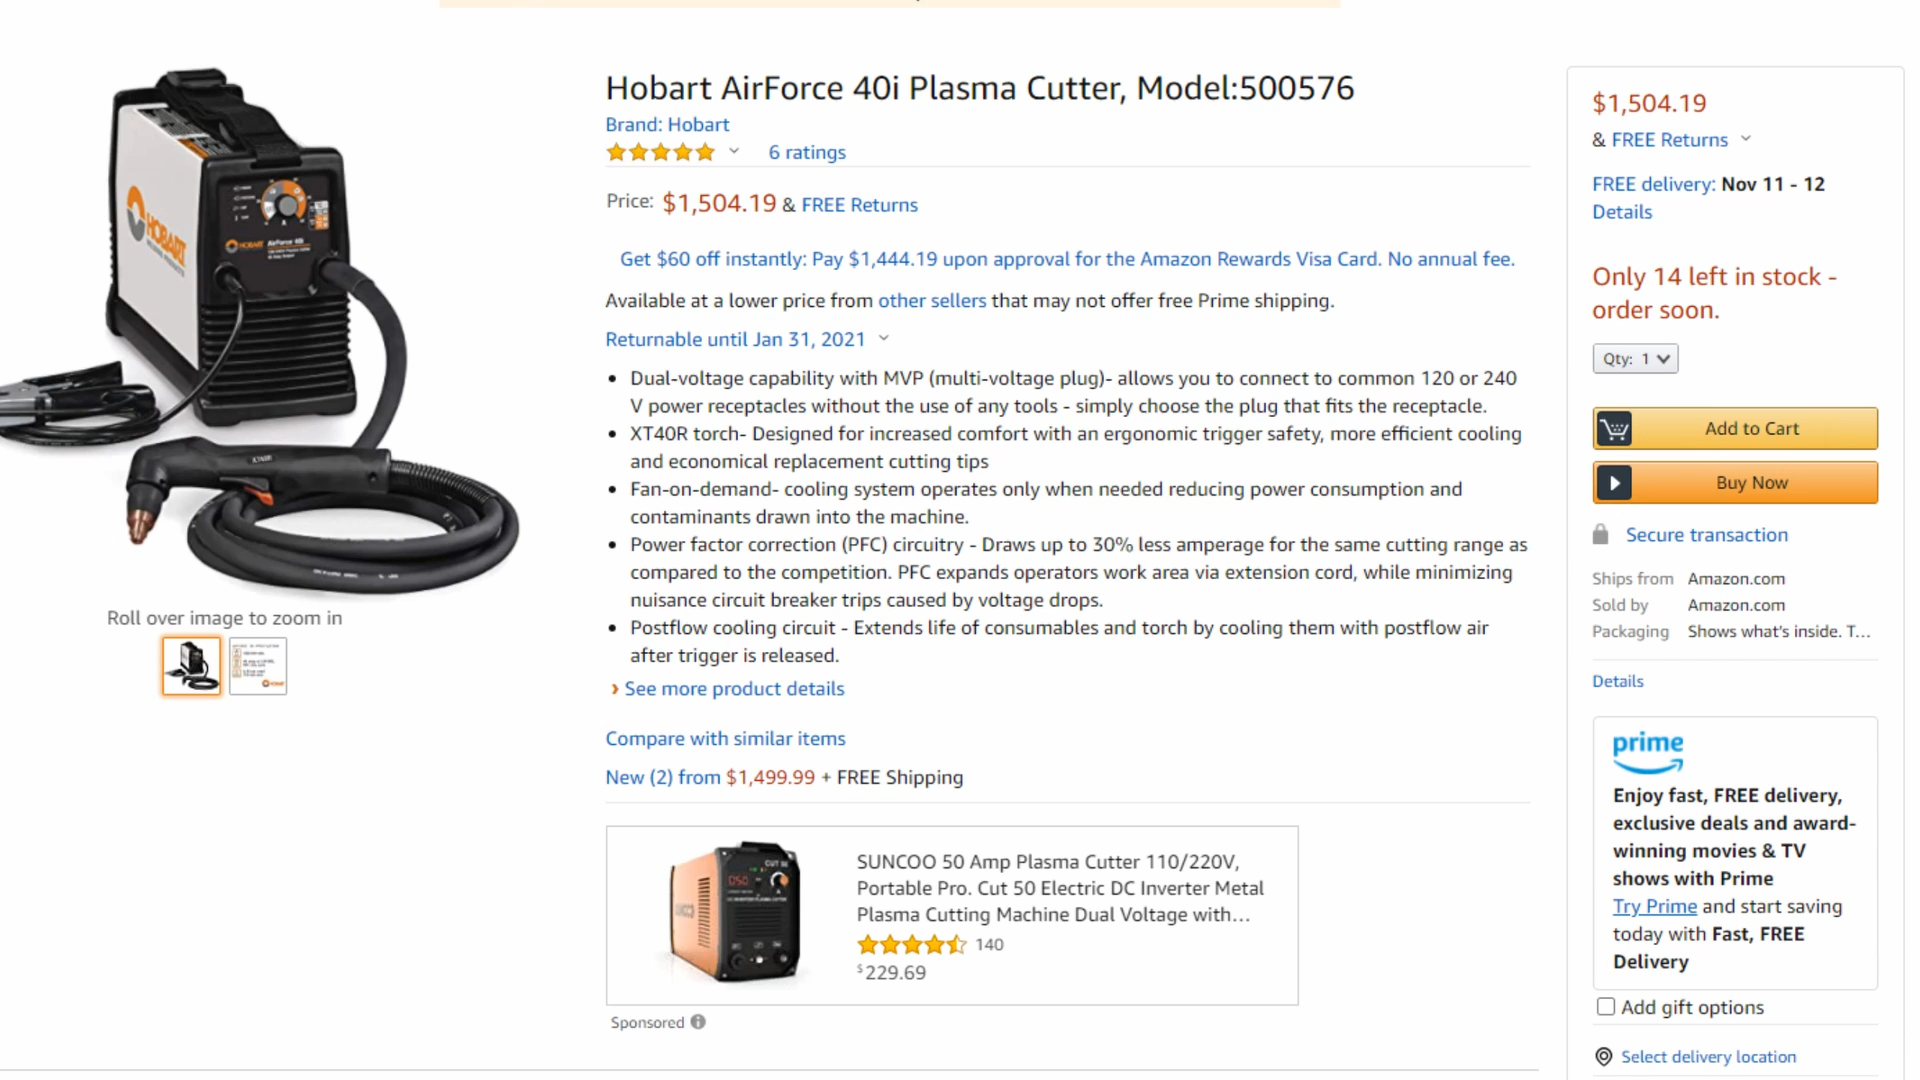 Hobart AirForce 40i Plasma Cutter, Model:500576
Brand: Hobart
6 ratings
Price: $1,504.19 & FREE Returns
Get $60 off instantly: Pay $1,444.19 upon approval for the Amazon Rewards Visa Card. No annual fee.
Available at a lower price from other sellers that may not offer free Prime shipping.
Returnable until Jan 31, 2021
• Dual-voltage capability with MVP (multi-voltage plug)- allows you to connect to common 120 or 240
V power receptacles without the use of any tools - simply choose the plug that fits the receptacle.
• XT40R torch- Designed for increased comfort with an ergonomic trigger safety, more efficient cooling
and economical replacement cutting tips
• Fan-on-demand- cooling system operates only when needed reducing power consumption and
contaminants drawn into the machine.
• Power factor correction (PFC) circuitry - Draws up to 30% less amperage for the same cutting range as
compared to the competition. PFC expands operators work area via extension cord, while minimizing
nuisance circuit breaker trips caused by voltage drops.
• Postflow cooling circuit - Extends life of consumables and torch by cooling them with postflow air
after trigger is released.
› See more product details
Compare with similar items
New (2) from $1,499.99 + FREE Shipping
SUNCOO 50 Amp Plasma Cutter 110/220V,
Portable Pro. Cut 50 Electric DC Inverter Metal
Plasma Cutting Machine Dual Voltage with...
140
$229.69
Sponsored
HOBART
HOBART AirForce 40i
XT40R
Roll over image to zoom in
CUT 50
050
SUNCOO
$1,504.19
& FREE Returns
FREE delivery: Nov 11 - 12
Details
Only 14 left in stock -
order soon.
Qty: 1
Add to Cart
Buy Now
Secure transaction
Ships from Amazon.com
Sold by Amazon.com
Packaging Shows what's inside. T...
Details
prime
Enjoy fast, FREE delivery,
exclusive deals and award-
winning movies & TV
shows with Prime
Try Prime and start saving
today with Fast, FREE
Delivery
Add gift options
Select delivery location